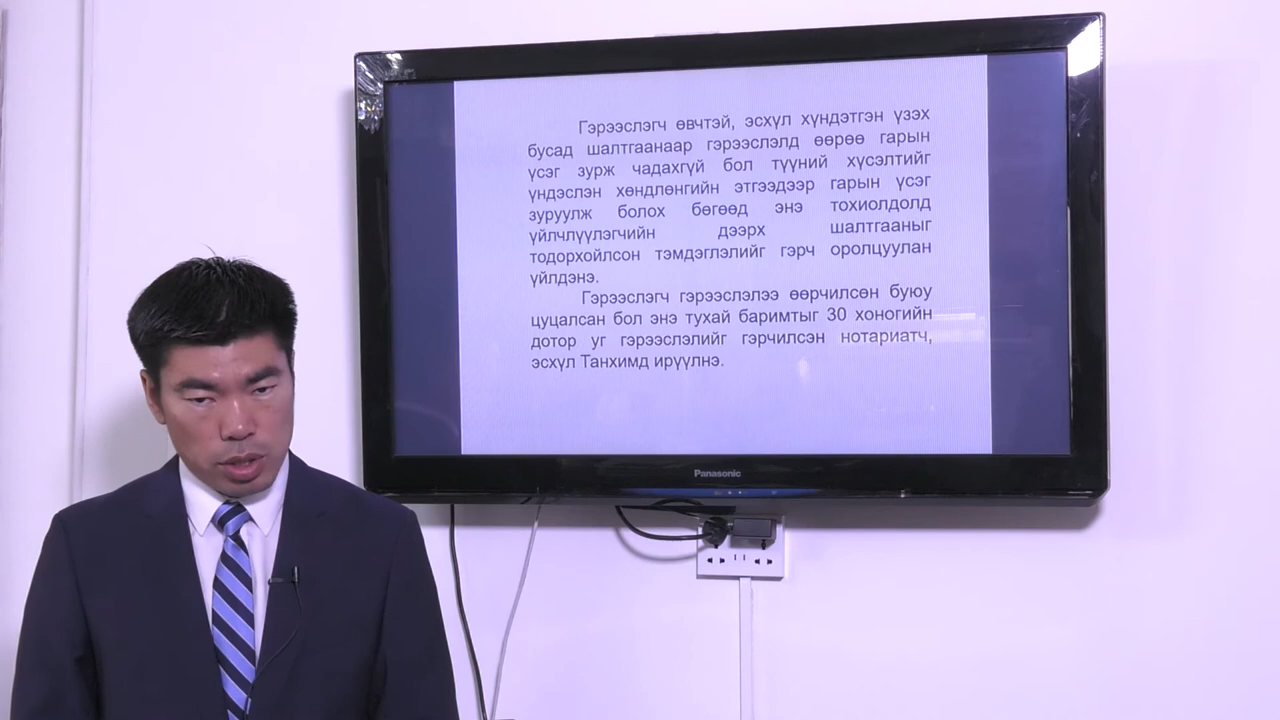 Гэрээслэгч өвчтэй, эсхүл хүндэтгэн үзэх
бусад шалтгаанаар гэрээслэлд өөрөө гарын
үсэг зурж чадахгүй бол түүний хүсэлтийг
үндэслэн хөндлөнгийн этгээдээр гарын үсэг
зуруулж болох бөгөөд энэ тохиолдолд
үйлчлүүлэгчийн дээрх шалтгааныг
тодорхойлсон тэмдэглэлийг гэрч оролцуулан
үйлдэнэ.
Гэрээслэгч гэрээслэлээ өөрчилсөн буюу
цуцалсан бол энэ тухай баримтыг 30 хоногийн
дотор уг гэрээслэлийг гэрчилсэн нотариатч,
эсхүл Танхимд ирүүлнэ.
Panasonic